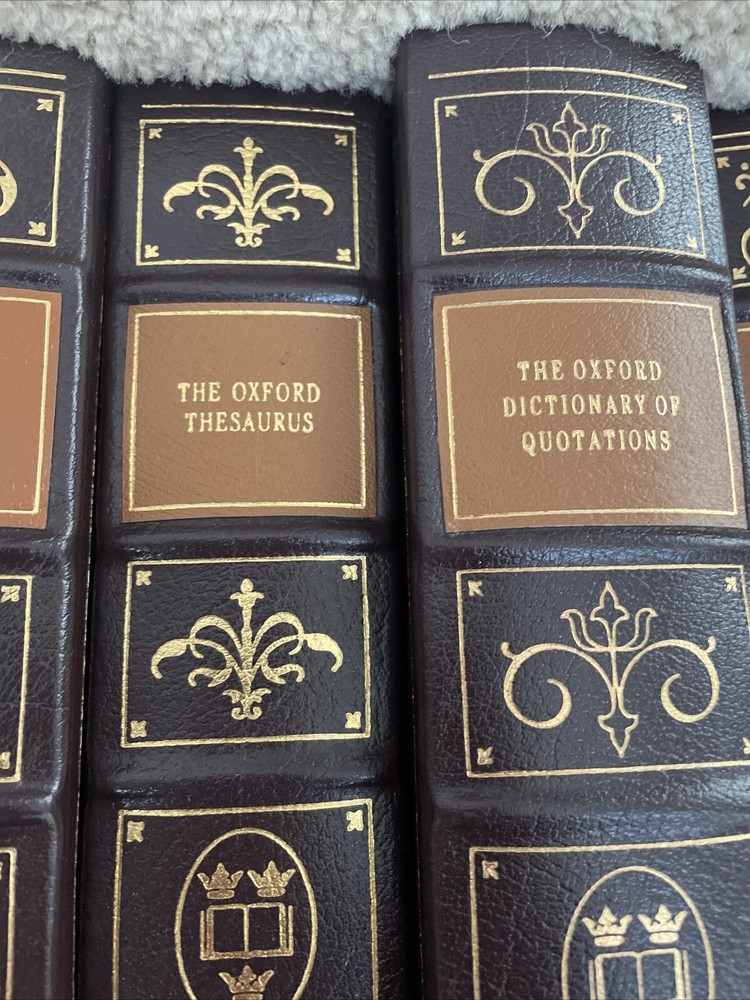 THE OXFORD
THESAURUS
THE OXFORD
DICTIONARY OF
QUOTATIONS